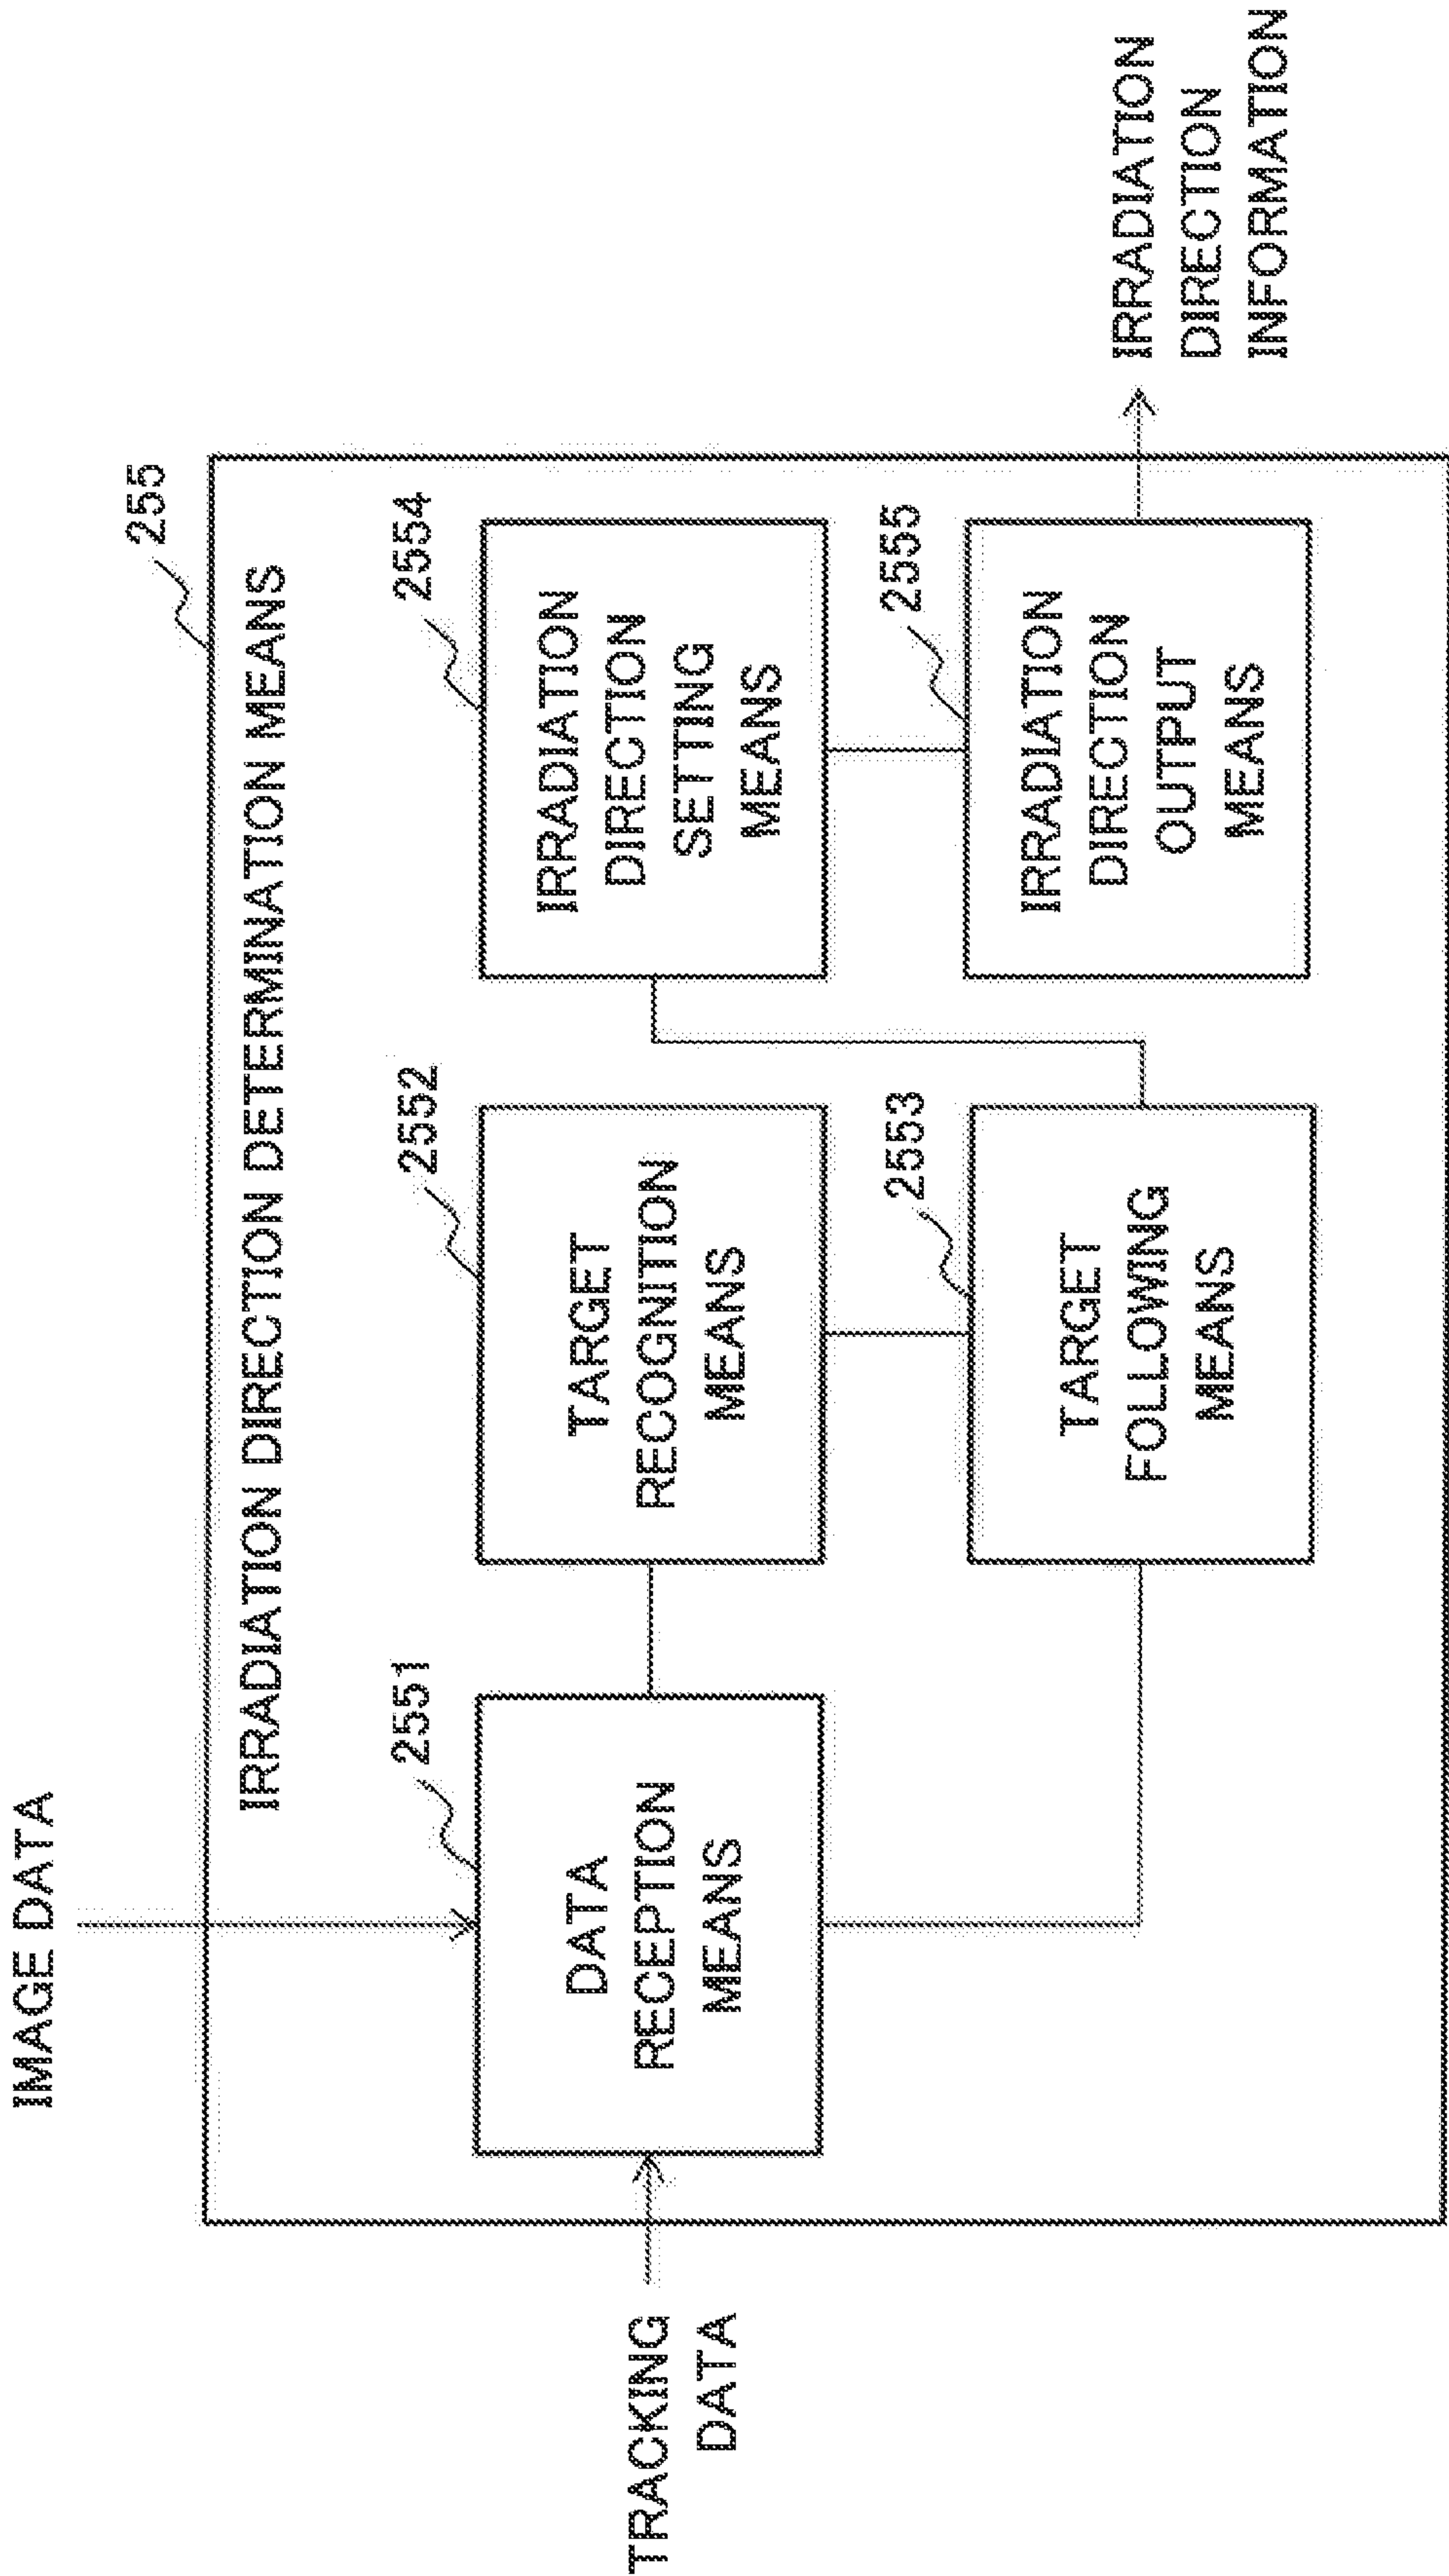 IMAGE DATA
255
IRRADIATION DIRECTION DETERMINATION MEANS
2551
2552
2554
TRACKING
DATA
DATA
RECEPTION
MEANS
TARGET
RECOGNITION
MEANS
IRRADIATION
DIRECTION
SETTING
MEANS
2553
2555
TARGET
FOLLOWING
MEANS
IRRADIATION
DIRECTION
OUTPUT
MEANS
IRRADIATION
DIRECTION
INFORMATION